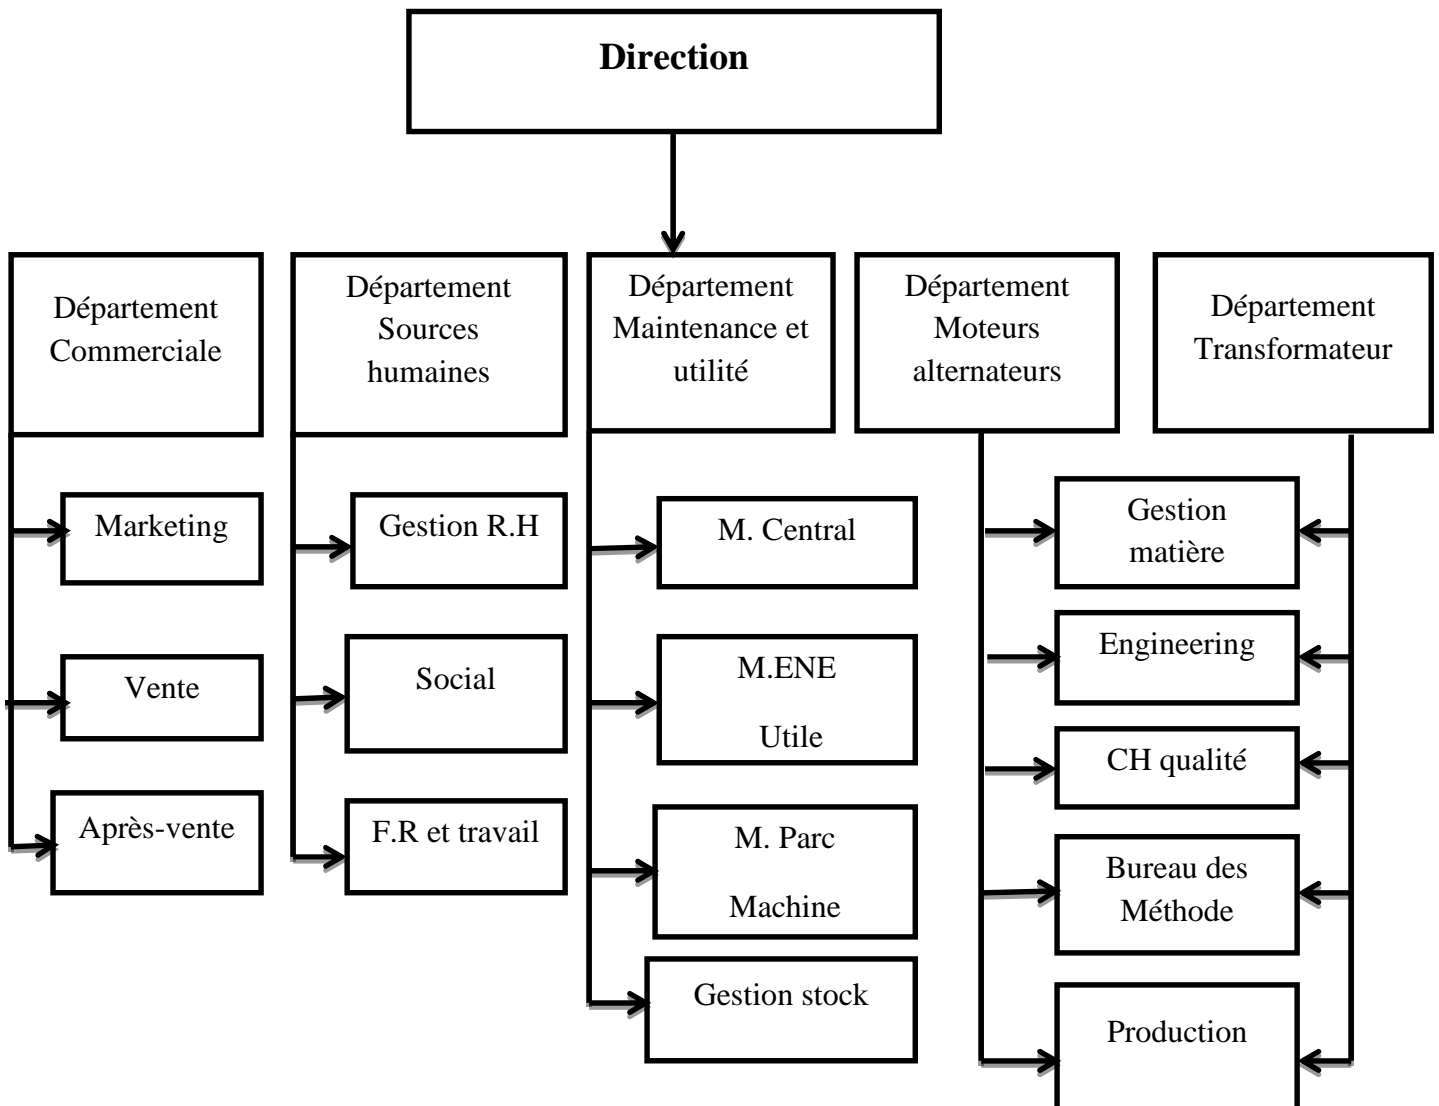 Direction
Département
Commerciale
Département
Sources
humaines
Département
Maintenance et
utilité
Département
Moteurs
alternateurs
Département
Transformateur
Marketing
Vente
Après-vente
Gestion R.H
Social
F.R et travail
M. Central
M.ENE
Utile
M. Parc
Machine
Gestion stock
Gestion
matière
Engineering
CH qualité
Bureau des
Méthode
Production